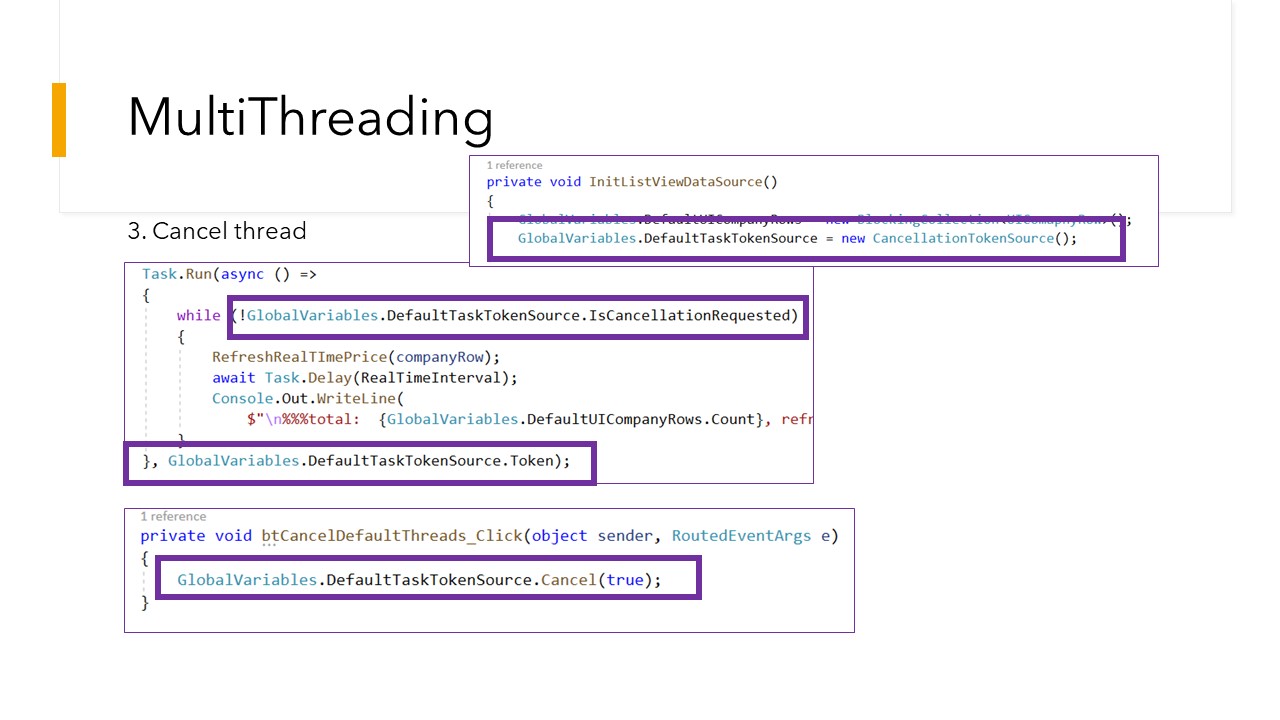 MultiThreading
1 reference
private void InitListViewDataSource()
{
GlobalVariables.DefaultUICompanyRows = new BlockingCollection<UIComapnyRow>();
GlobalVariables.DefaultTaskTokenSource = new CancellationTokenSource();
3. Cancel thread
Task.Run(async () =>
{
while (!GlobalVariables.DefaultTaskTokenSource.IsCancellationRequested)
{
RefreshRealTImePrice(companyRow);
await Task.Delay(RealTimeInterval);
Console.Out.WriteLine(
$"\n%%%total:  {GlobalVariables.DefaultUICompanyRows.Count}, refr
}
}, GlobalVariables.DefaultTaskTokenSource.Token);
1 reference
private void btCancelDefaultThreads_Click(object sender, RoutedEventArgs e)
{
GlobalVariables.DefaultTaskTokenSource.Cancel(true);
}